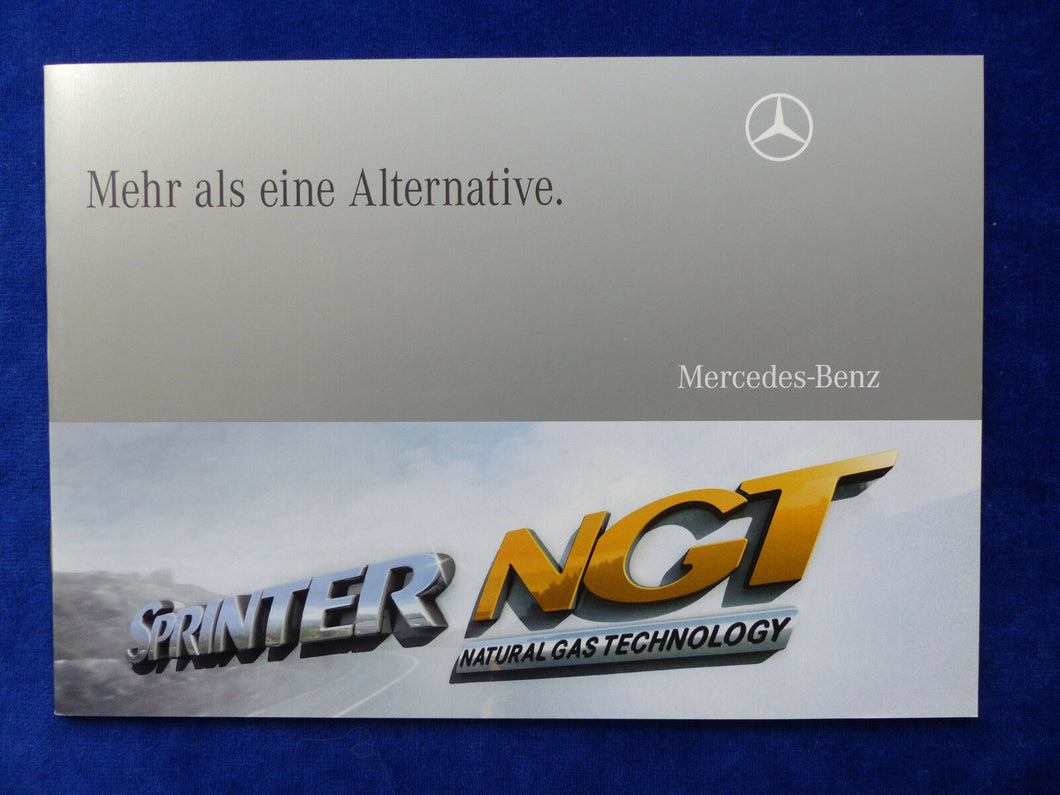 Mehr als eine Alternative.
Mercedes-Benz
SPRINTER NGT
NATURAL GAS TECHNOLOGY